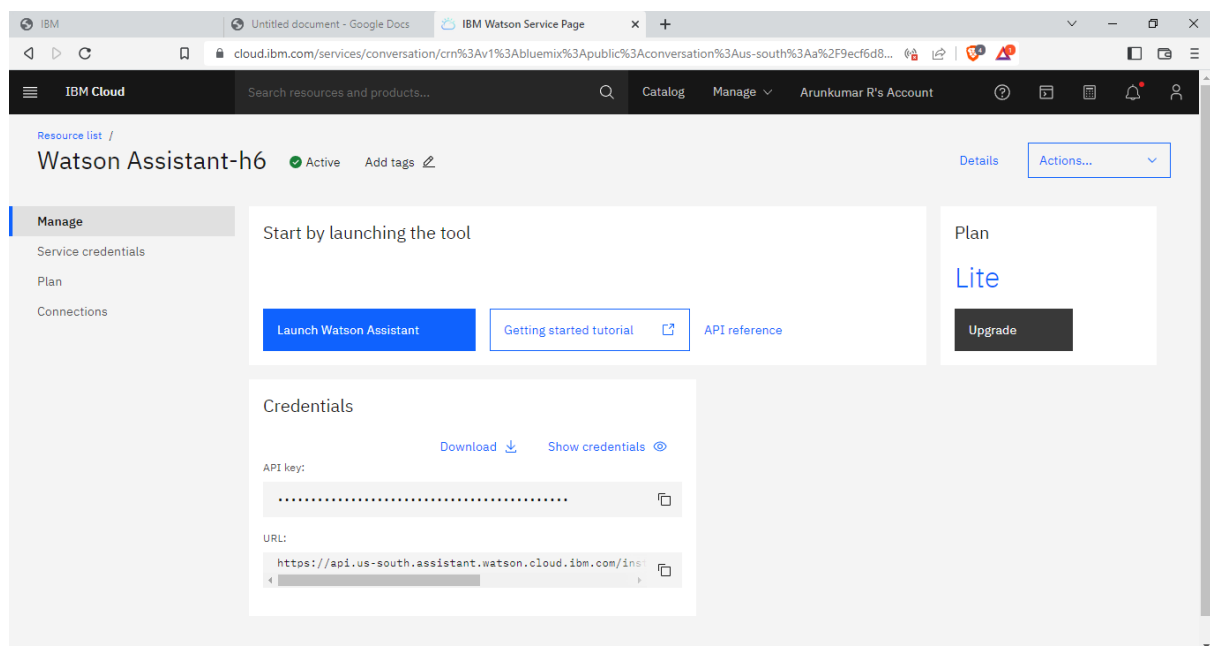 IBM
Untitled document - Google Docs
IBM Watson Service Page
cloud.ibm.com/services/conversation/crn%3Av1%3Abluemix%3Apublic%3Aconversation%3Aus-south%3Aa%2F9ecf6d8...
IBM Cloud
Search resources and products...
Catalog
Manage
Arunkumar R's Account
Resource list /
Watson Assistant-h6
Active
Add tags
Details
Actions...
Manage
Service credentials
Plan
Connections
Start by launching the tool
Launch Watson Assistant
Getting started tutorial
API reference
Plan
Lite
Upgrade
Credentials
Download
Show credentials
API key:
URL:
https://api.us-south.assistant.watson.cloud.ibm.com/ins